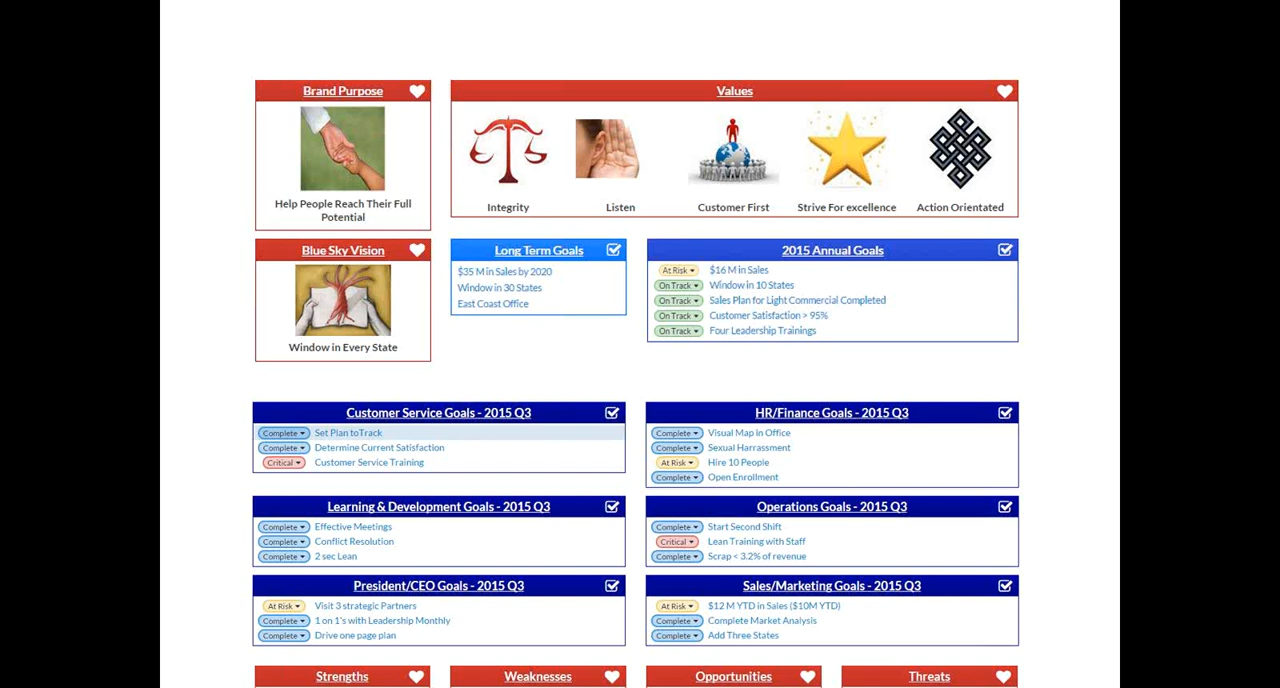 Brand Purpose
Help People Reach Their Full
Potential
Values
Integrity
Listen
Customer First
Strive For excellence
Action Orientated
Blue Sky Vision
Window in Every State
Long Term Goals
$35 M in Sales by 2020
Window in 30 States
East Coast Office
2015 Annual Goals
At Risk $16 M in Sales
On Track Window in 10 States
On Track Sales Plan for Light Commercial Completed
On Track Customer Satisfaction > 95%
On Track Four Leadership Trainings
Customer Service Goals - 2015 Q3
Complete Set Plan toTrack
Complete Determine Current Satisfaction
Critical Customer Service Training
HR/Finance Goals - 2015 Q3
Complete Visual Map in Office
Complete Sexual Harrassment
At Risk Hire 10 People
Complete Open Enrollment
Learning & Development Goals - 2015 Q3
Complete Effective Meetings
Complete Conflict Resolution
Complete 2 sec Lean
Operations Goals - 2015 Q3
Complete Start Second Shift
Critical Lean Training with Staff
Complete Scrap < 3.2% of revenue
President/CEO Goals - 2015 Q3
At Risk Visit 3 strategic Partners
Complete 1 on 1's with Leadership Monthly
Complete Drive one page plan
Sales/Marketing Goals - 2015 Q3
At Risk $12 M YTD in Sales ($10M YTD)
Complete Complete Market Analysis
Complete Add Three States
Strengths
Weaknesses
Opportunities
Threats